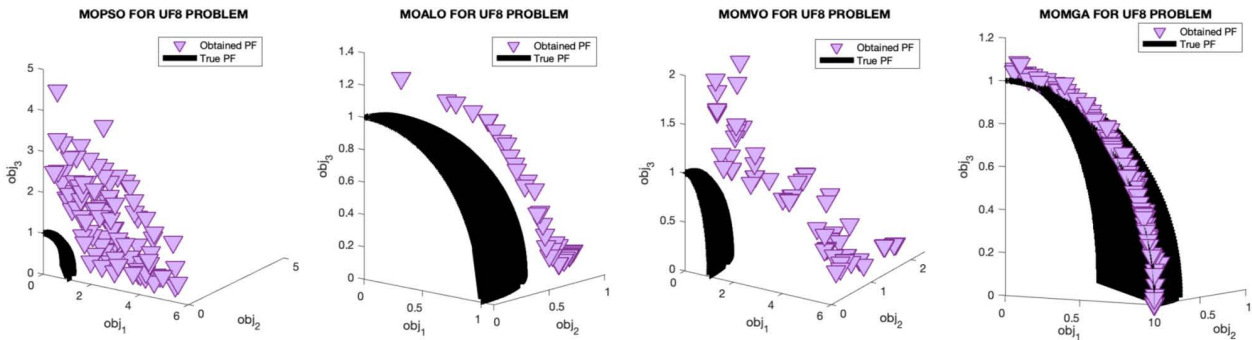 MOPSO FOR UF8 PROBLEM
Obtained PF
True PF
5
4
3
2
1
0
obj3
0
2
4
6
obj1
0
5
obj2
MOALO FOR UF8 PROBLEM
Obtained PF
True PF
1.4
1.2
1
0.8
0.6
0.4
0.2
0
obj3
0
0.5
1
obj1
0
0.5
1
obj2
MOMVO FOR UF8 PROBLEM
Obtained PF
True PF
2
1.5
1
0.5
0
obj3
0
2
4
6
obj1
0
1
2
obj2
MOMGA FOR UF8 PROBLEM
Obtained PF
True PF
1.2
1
0.8
0.6
0.4
0.2
0
obj3
0
0.5
10
obj1
0.5
1
obj2